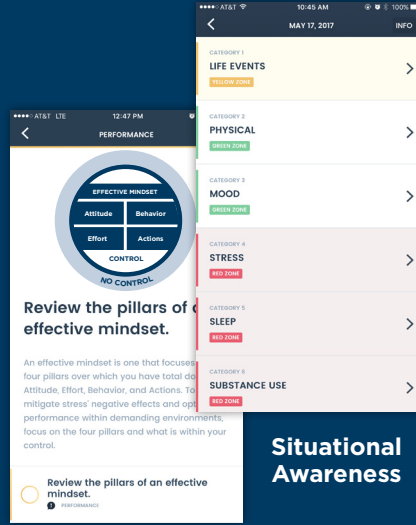 AT&T
10:45 AM
100%
MAY 17, 2017
INFO
CATEGORY 1
LIFE EVENTS
YELLOW ZONE
CATEGORY 2
PHYSICAL
GREEN ZONE
CATEGORY 3
MOOD
GREEN ZONE
CATEGORY 4
STRESS
RED ZONE
CATEGORY 5
SLEEP
RED ZONE
CATEGORY 6
SUBSTANCE USE
RED ZONE
AT&T LTE
12:47 PM
PERFORMANCE
EFFECTIVE MINDSET
Attitude
Behavior
Effort
Actions
CONTROL
NO CONTROL
Review the pillars of
effective mindset.
An effective mindset is one that focuses
four pillars over which you have total do
Attitude, Effort, Behavior, and Actions. To
mitigate stress' negative effects and opt
performance within demanding environments,
focus on the four pillars and what is within your
control.
Review the pillars of an effective
mindset.
PERFORMANCE
Situational
Awareness